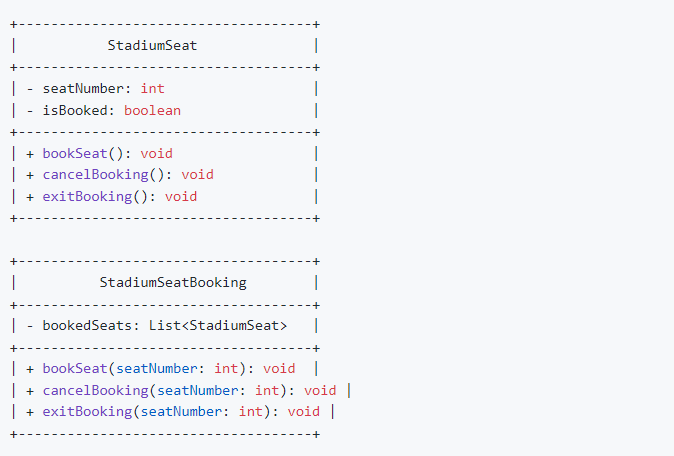 +------------------------------------+
|           StadiumSeat              |
+------------------------------------+
| - seatNumber: int                  |
| - isBooked: boolean                |
+------------------------------------+
| + bookSeat(): void                 |
| + cancelBooking(): void            |
| + exitBooking(): void              |
+------------------------------------+
+------------------------------------+
|          StadiumSeatBooking        |
+------------------------------------+
| - bookedSeats: List<StadiumSeat>   |
+------------------------------------+
| + bookSeat(seatNumber: int): void  |
| + cancelBooking(seatNumber: int): void |
| + exitBooking(seatNumber: int): void |
+------------------------------------+